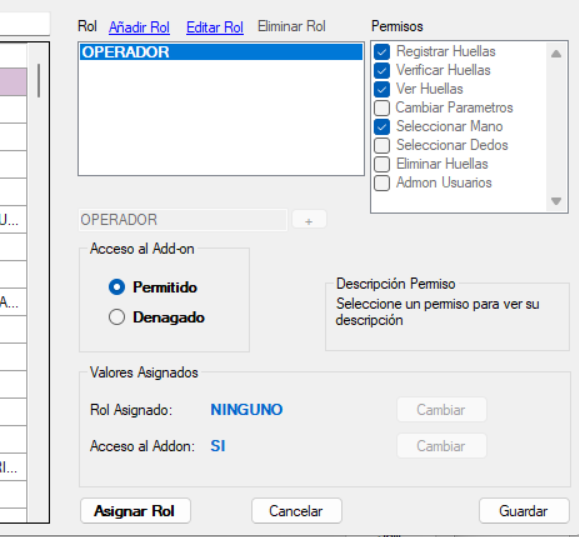 Rol Añadir Rol Editar Rol Eliminar Rol
OPERADOR
Permisos
Registrar Huellas
Verificar Huellas
Ver Huellas
Cambiar Parametros
Seleccionar Mano
Seleccionar Dedos
Eliminar Huellas
Admon Usuarios
U...
A...
RI...
OPERADOR +
Acceso al Add-on
Permitido
Denagado
Descripción Permiso
Seleccione un permiso para ver su
descripción
Valores Asignados
Rol Asignado: NINGUNO Cambiar
Acceso al Addon: SI Cambiar
Asignar Rol Cancelar Guardar